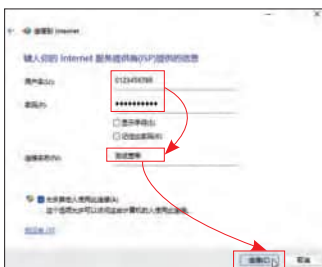 连接到 Internet
键入你的 Internet 服务提供商(ISP)提供的信息
用户名(U):
0123456789
密码(P):
●●●●●●●●●●
显示字符(S)
记住此密码(R)
连接名称(N):
宽带连接
允许其他人使用此连接(A)
这个选项允许可以访问这台计算机的人使用此连接。
我没有 ISP
连接(C)
取消